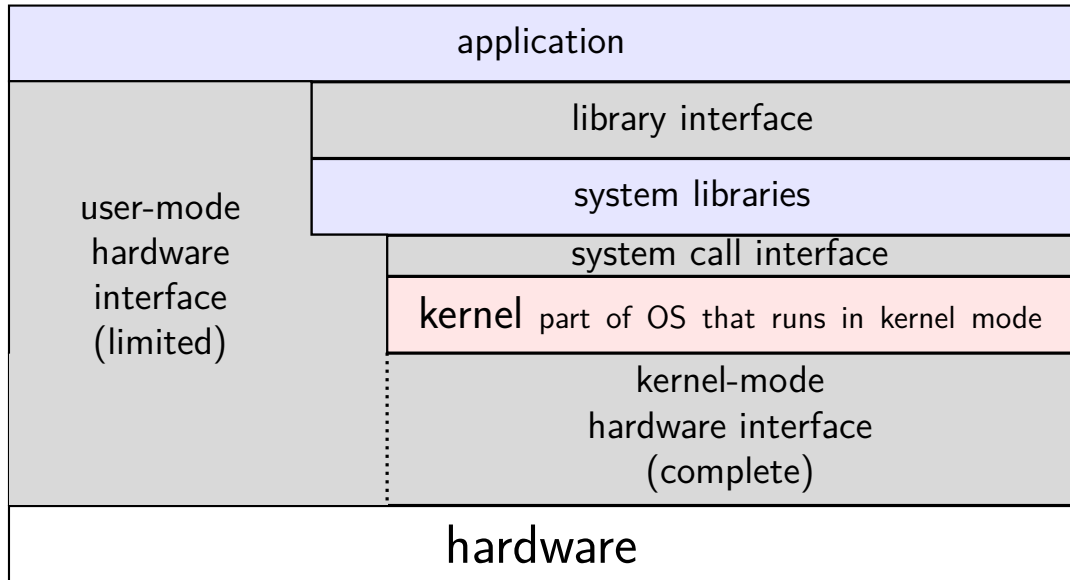 application
library interface
system libraries
user-mode
hardware
interface
(limited)
system call interface
kernel part of OS that runs in kernel mode
kernel-mode
hardware interface
(complete)
hardware